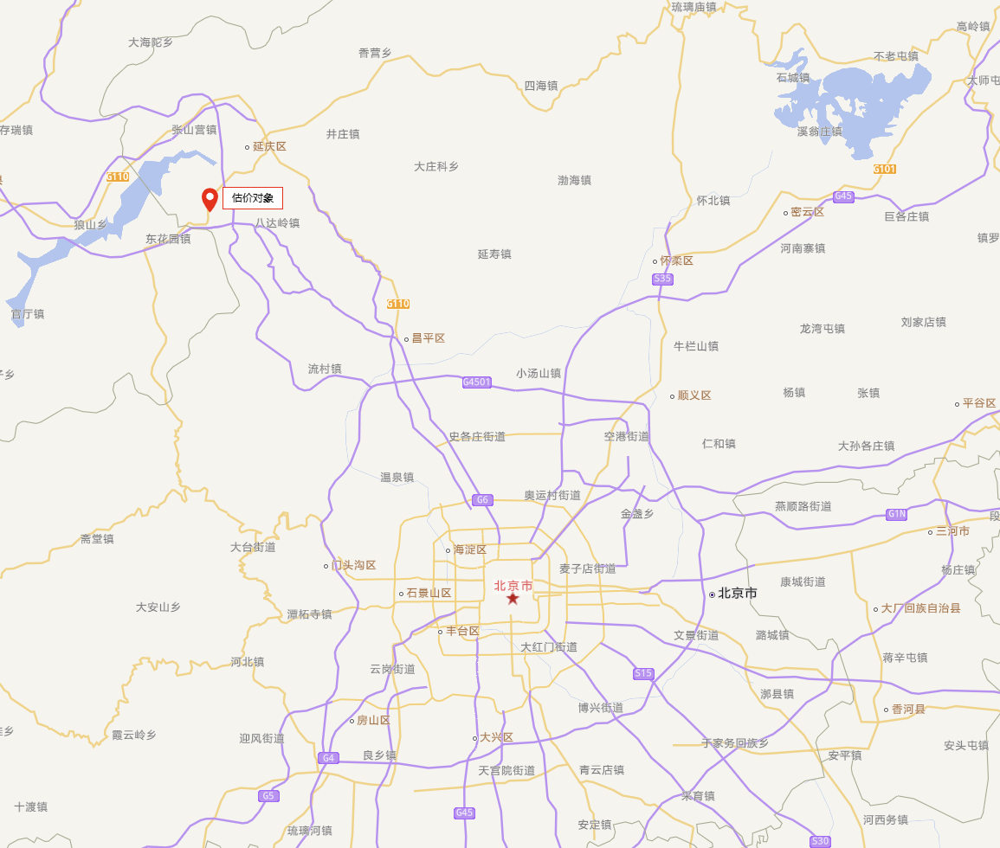 琉璃庙镇
高岭镇
大海陀乡
香营乡
不老屯镇
石城镇
太师屯
四海镇
存瑞镇
张山营镇
井庄镇
溪翁庄镇
延庆区
大庄科乡
G101
G110
渤海镇
估价对象
G45
怀北镇
密云区
巨各庄镇
狼山乡
八达岭镇
东花园镇
镇罗
河南寨镇
延寿镇
怀柔区
S35
G110
官厅镇
刘家店镇
龙湾屯镇
昌平区
牛栏山镇
流村镇
小汤山镇
子乡
G4501
杨镇
张镇
顺义区
平谷区
史各庄街道
空港街道
仁和镇
大孙各庄镇
温泉镇
奥运村街道
G6
燕顺路街道
金盏乡
G1N
段
三河市
斋堂镇
大台街道
海淀区
门头沟区
麦子店街道
杨庄镇
康城街道
北京市
石景山区
北京市
大安山乡
潭柘寺镇
大厂回族自治县
丰台区
文景街道
潞城镇
大红门街道
蒋辛屯镇
河北镇
云岗街道
S15
漷县镇
博兴街道
香河县
房山区
霞云岭乡
迎风街道
大兴区
于家务回族乡
安头屯镇
良乡镇
G4
安平镇
天宫院街道
青云店镇
G5
采育镇
十渡镇
G45
河西务镇
琉璃河镇
安定镇
S30